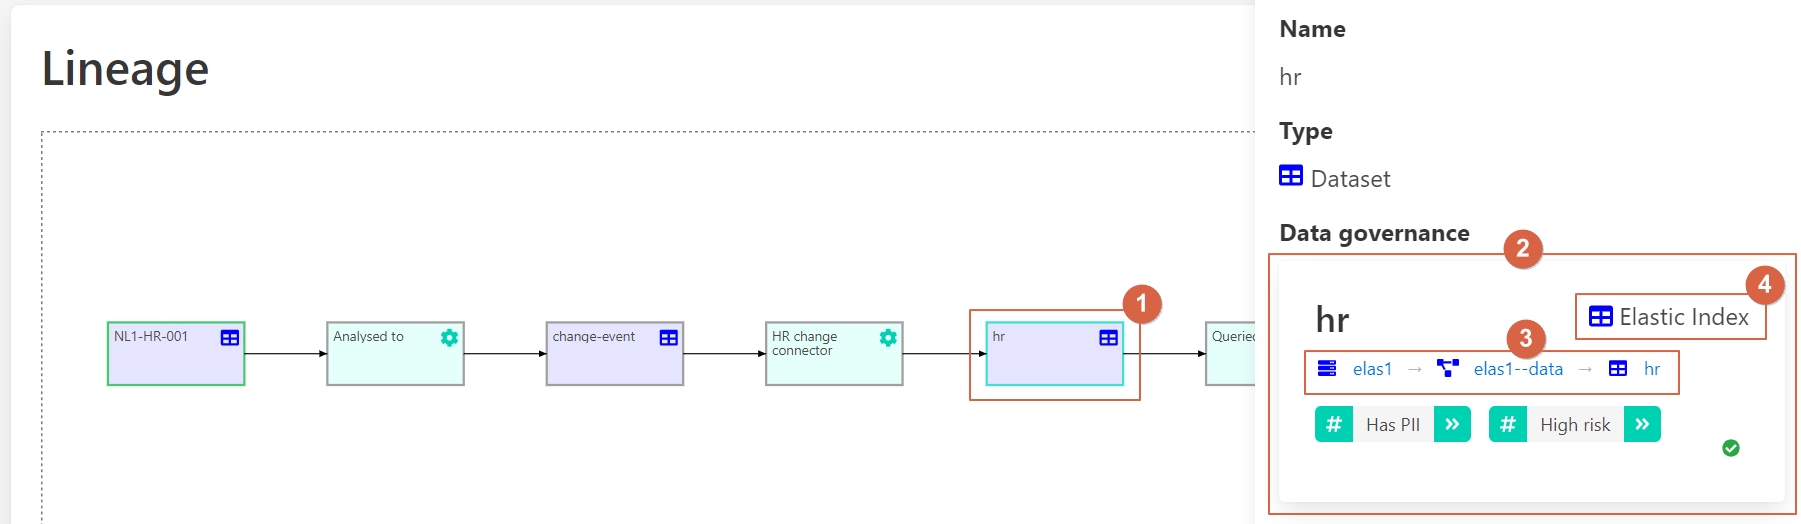 Lineage
NL1-HR-001
Analysed to
change-event
HR change
connector
hr
1
Name
hr
Type
Dataset
Data governance
2
4
hr
Elastic Index
3
elas1 → elas1--data → hr
# Has PII » # High risk »